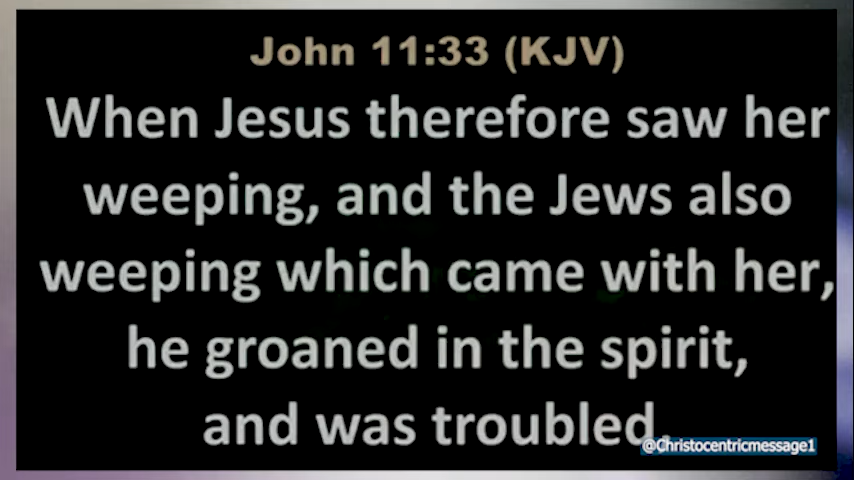 John 11:33 (KJV)
When Jesus therefore saw her
weeping, and the Jews also
weeping which came with her,
he groaned in the spirit,
and was troubled.
@Christocentricmessage1